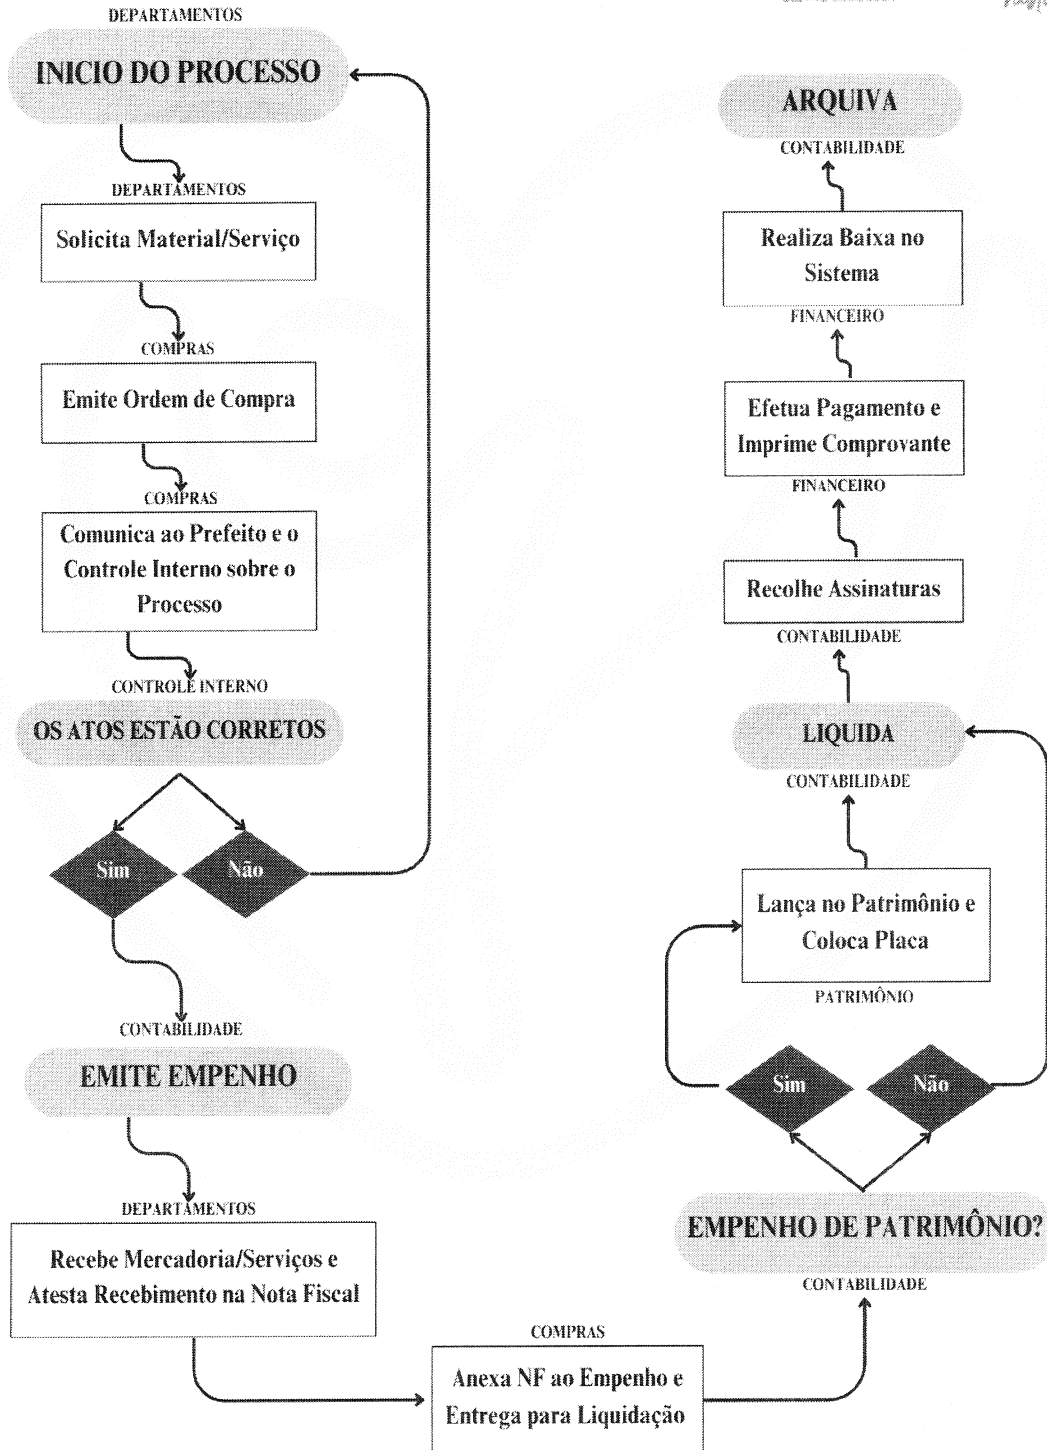 DEPARTAMENTOS
INICIO DO PROCESSO
DEPARTAMENTOS
Solicita Material/Serviço
COMPRAS
Emite Ordem de Compra
COMPRAS
Comunica ao Prefeito e o
Controle Interno sobre o
Processo
CONTROLE INTERNO
OS ATOS ESTÃO CORRETOS
Sim
Não
CONTABILIDADE
EMITE EMPENHO
DEPARTAMENTOS
Recebe Mercadoria/Serviços e
Atesta Recebimento na Nota Fiscal
COMPRAS
Anexa NF ao Empenho e
Entrega para Liquidação
CONTABILIDADE
EMPENHO DE PATRIMÔNIO?
Sim
Não
PATRIMÔNIO
Lança no Patrimônio e
Coloca Placa
CONTABILIDADE
LIQUIDA
CONTABILIDADE
Recolhe Assinaturas
FINANCEIRO
Efetua Pagamento e
Imprime Comprovante
FINANCEIRO
Realiza Baixa no
Sistema
CONTABILIDADE
ARQUIVA